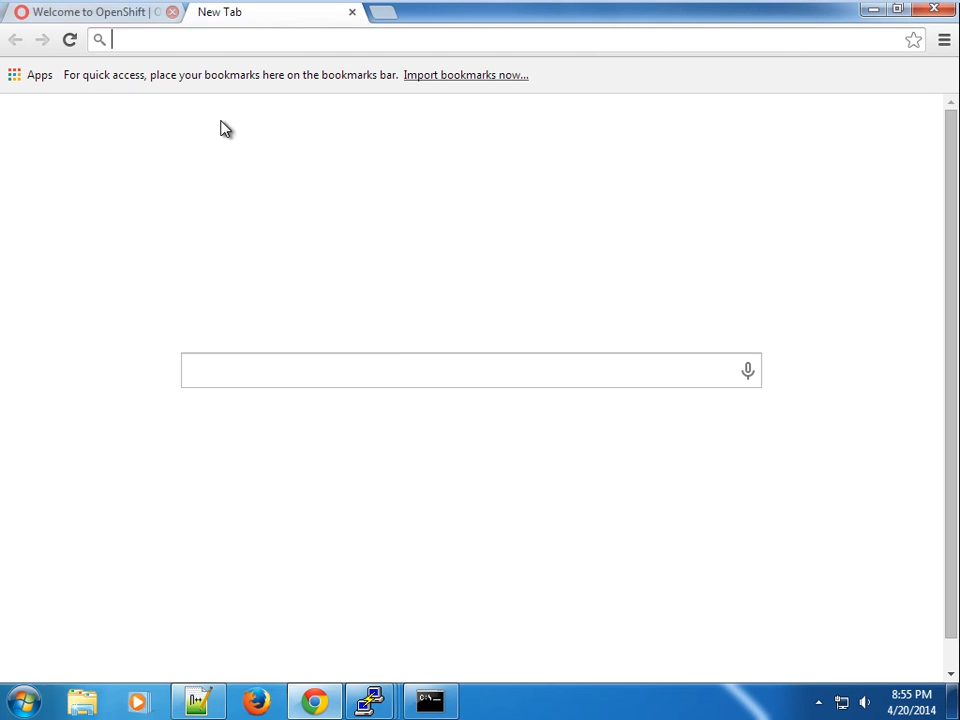 Welcome to OpenShift | O
New Tab
Apps
For quick access, place your bookmarks here on the bookmarks bar. Import bookmarks now...
8:55 PM
4/20/2014